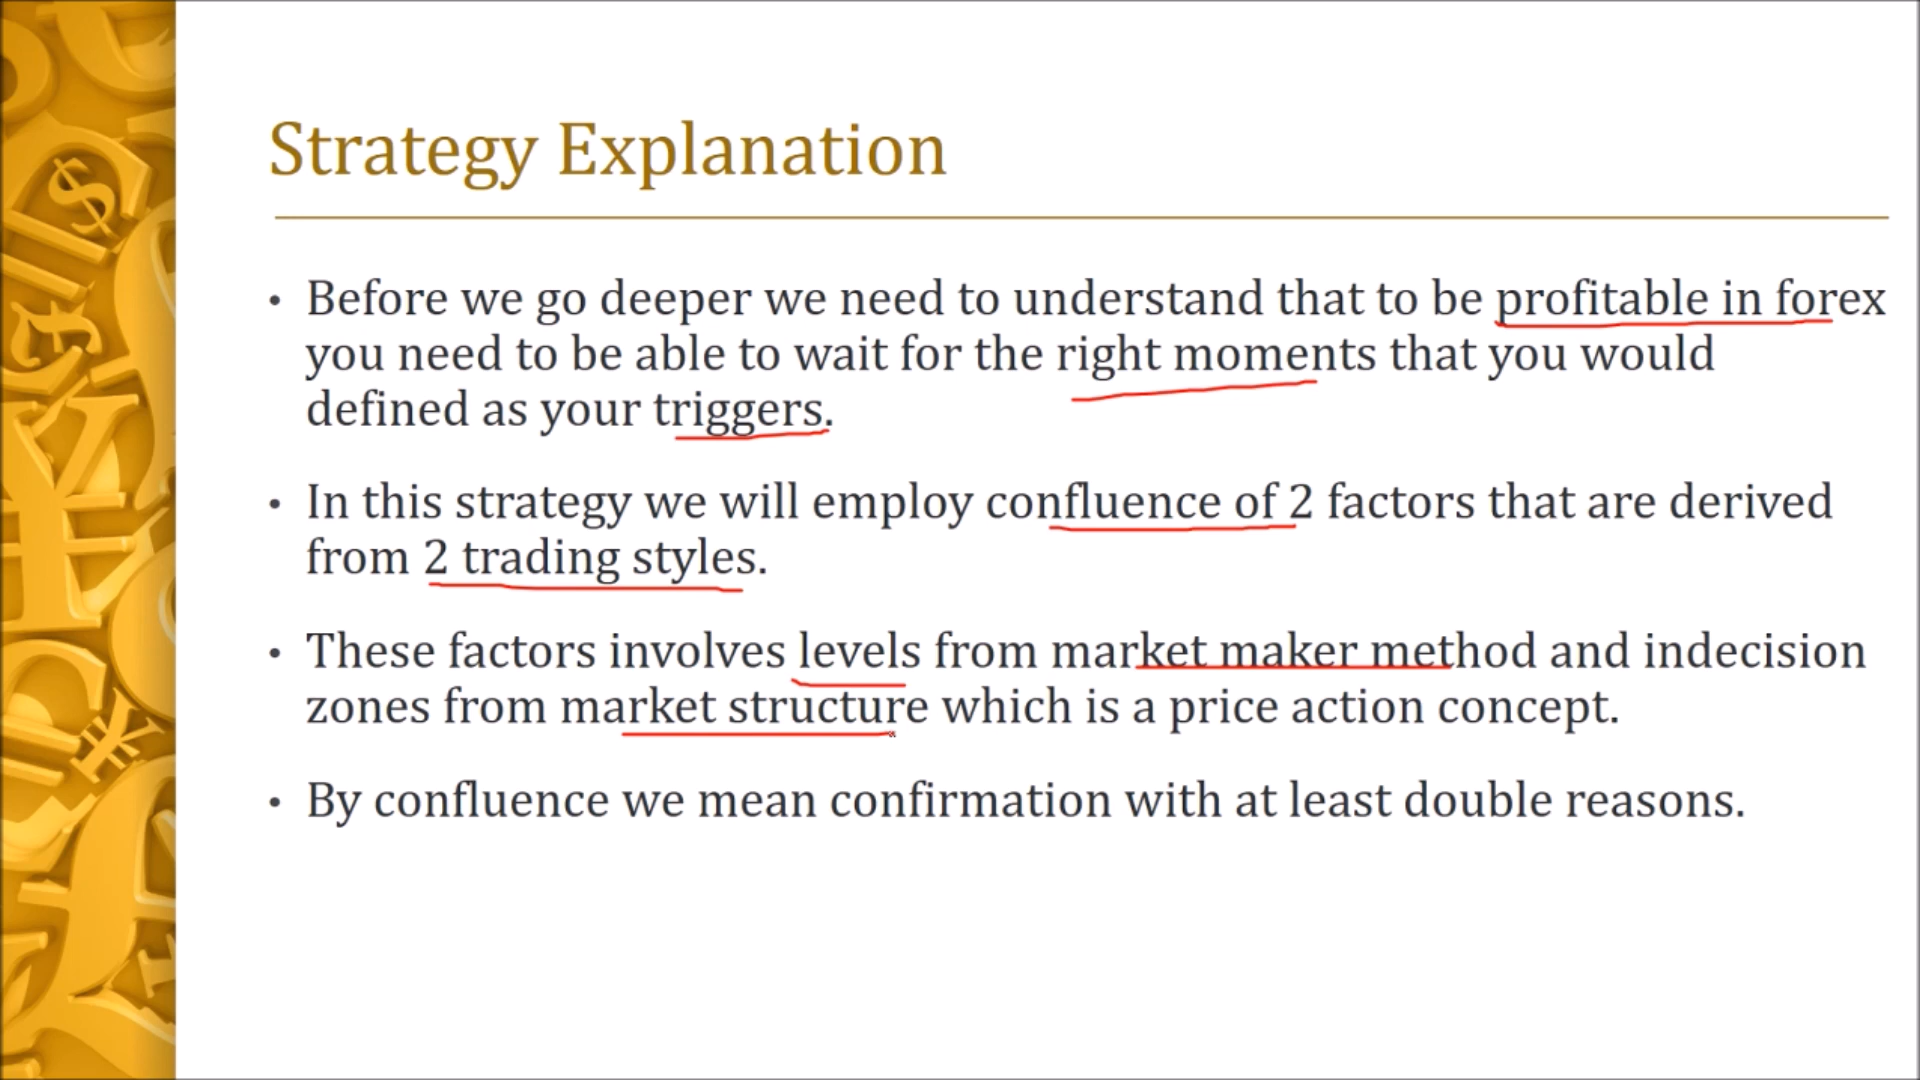 Strategy Explanation
• Before we go deeper we need to understand that to be profitable in forex
you need to be able to wait for the right moments that you would
defined as your triggers.
• In this strategy we will employ confluence of 2 factors that are derived
from 2 trading styles.
• These factors involves levels from market maker method and indecision
zones from market structure which is a price action concept.
• By confluence we mean confirmation with at least double reasons.